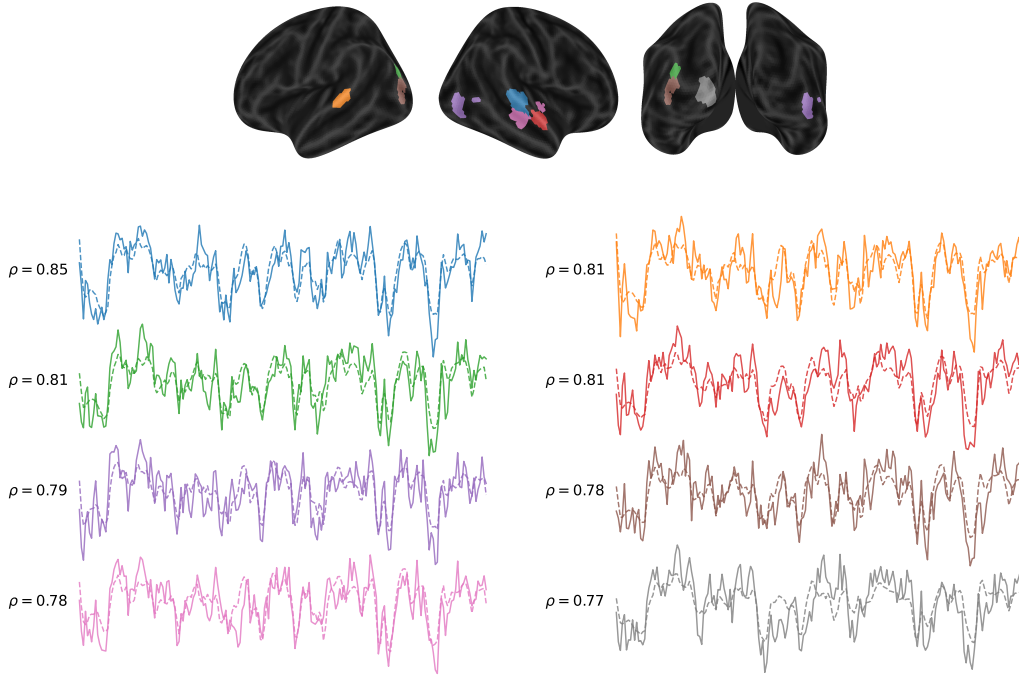 ρ = 0.85
ρ = 0.81
ρ = 0.81
ρ = 0.81
ρ = 0.79
ρ = 0.78
ρ = 0.78
ρ = 0.77